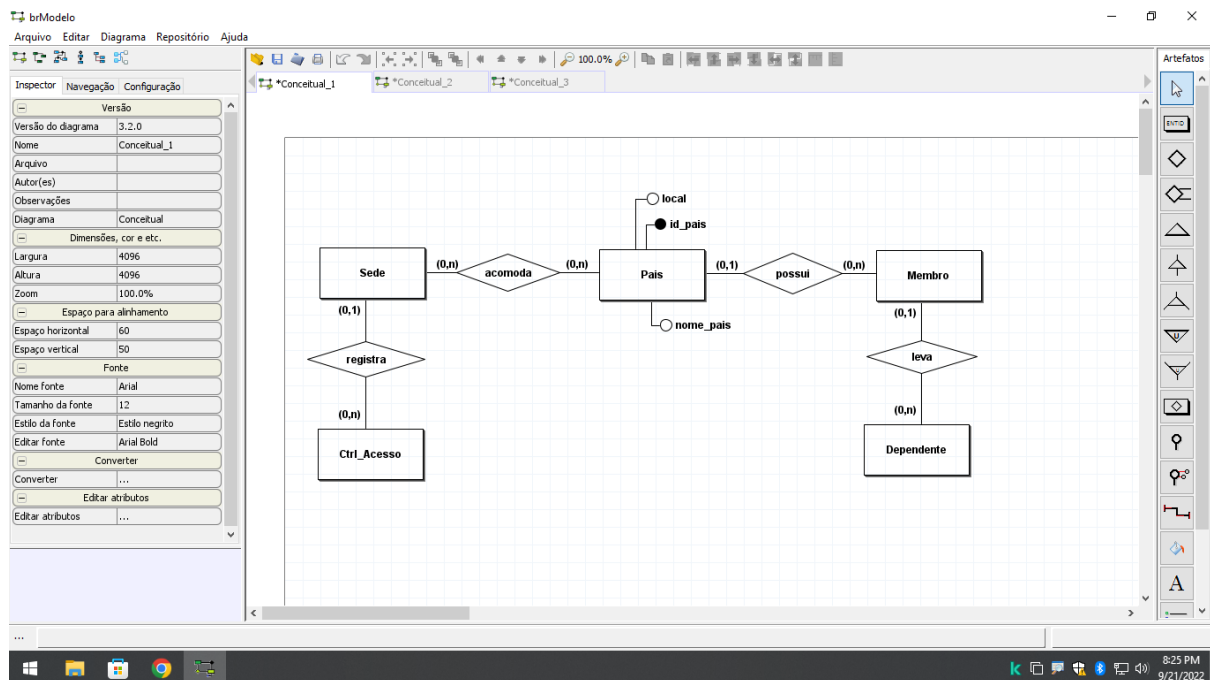 brModelo
Arquivo Editar Diagrama Repositório Ajuda
100.0%
Artefatos
Inspector Navegação Configuração
*Conceitual_1 *Conceitual_2 *Conceitual_3
Versão
Versão do diagrama 3.2.0
Nome Conceitual_1
Arquivo
Autor(es)
Observações
Diagrama Conceitual
Dimensões, cor e etc.
Largura 4096
Altura 4096
Zoom 100.0%
Espaço para alinhamento
Espaço horizontal 60
Espaço vertical 50
Fonte
Nome fonte Arial
Tamanho da fonte 12
Estilo da fonte Estilo negrito
Editar fonte Arial Bold
Converter
Converter ...
Editar atributos
Editar atributos ...
local
id_pais
Sede (0,n) acomoda (0,n) Pais (0,1) possui (0,n) Membro
nome_pais
(0,1)
registra
(0,n)
Ctrl_Acesso
(0,1)
leva
(0,n)
Dependente
ENTID
A
...
8:25 PM
9/21/2022